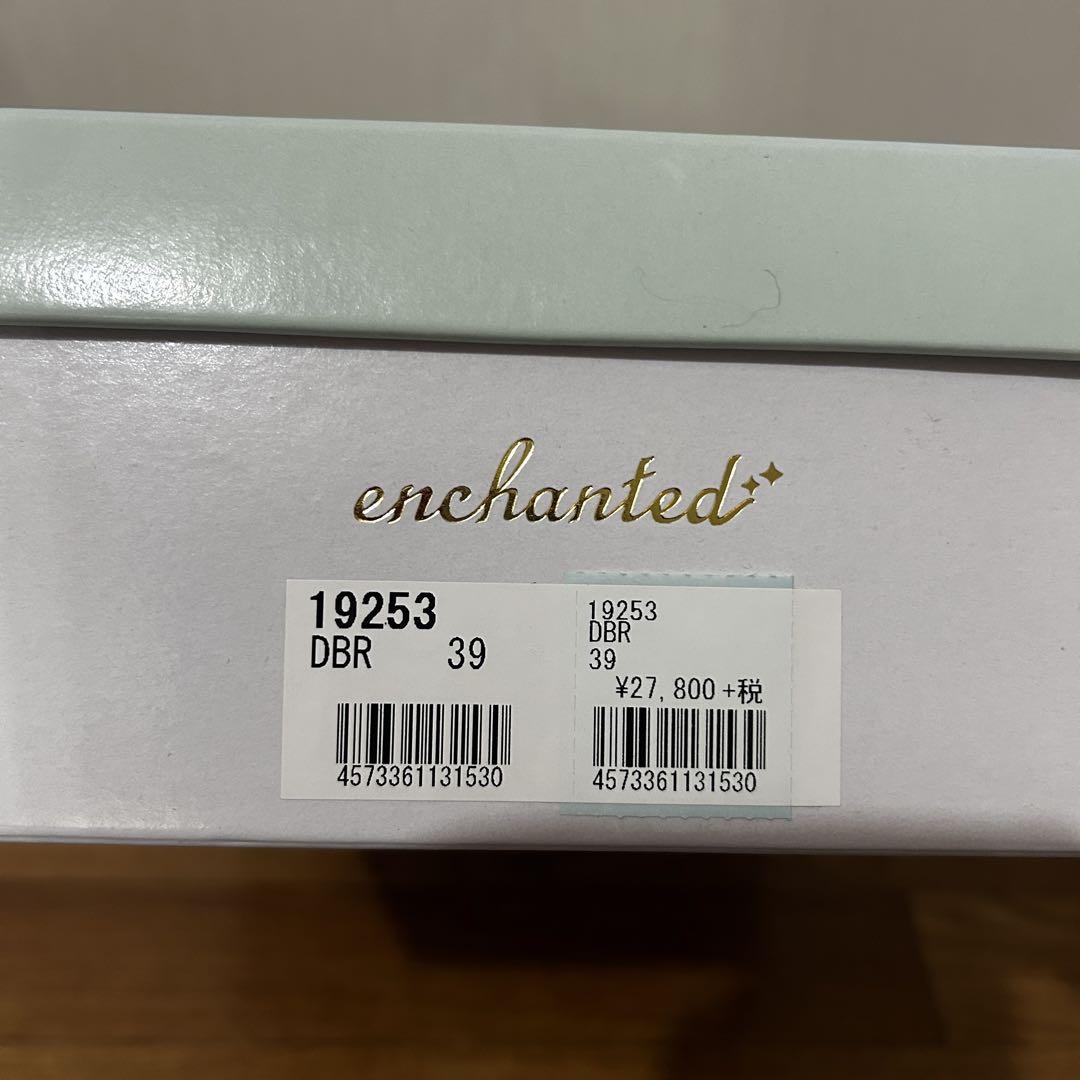 enchanted
19253
DBR 39
4573361131530
19253
DBR
39
¥27,800+税
4573361131530